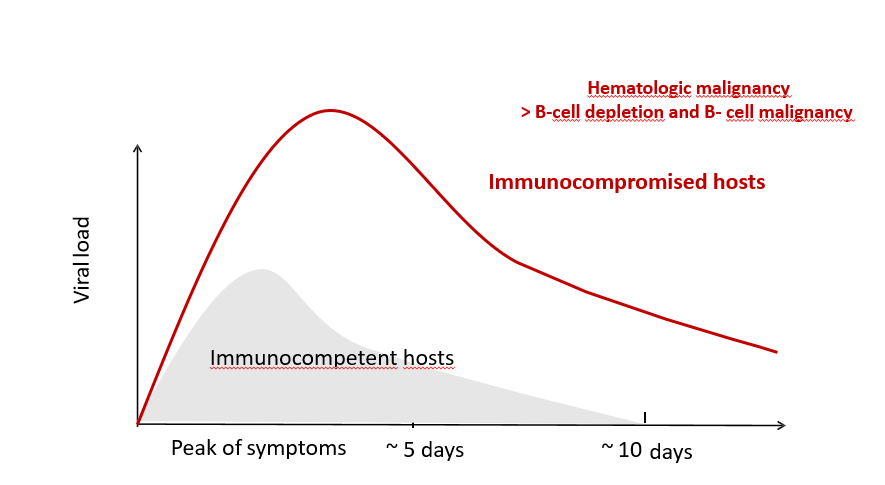 Hematologic malignancy
> B-cell depletion and B- cell malignancy
Immunocompromised hosts
Viral load
Immunocompetent hosts
Peak of symptoms
~ 5 days
~ 10 days